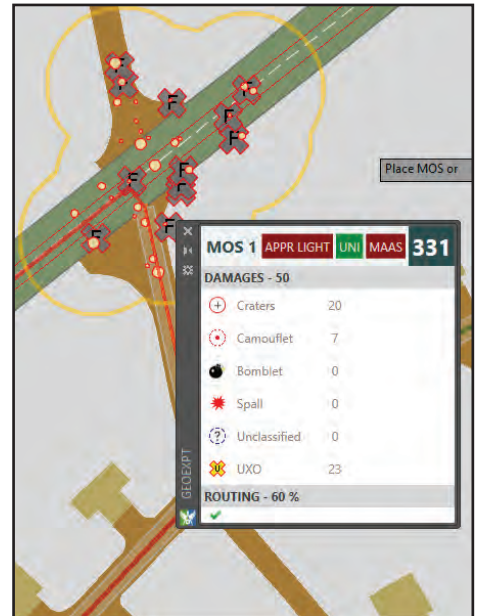 F
F
F
F
F
F
F
F
F
F
F
Place MOS or
MOS 1 APPR LIGHT UNI MAAS 331
DAMAGES - 50
Craters 20
Camouflet 7
Bomblet 0
Spall 0
? Unclassified 0
U UXO 23
ROUTING - 60 %
GEOEXPT